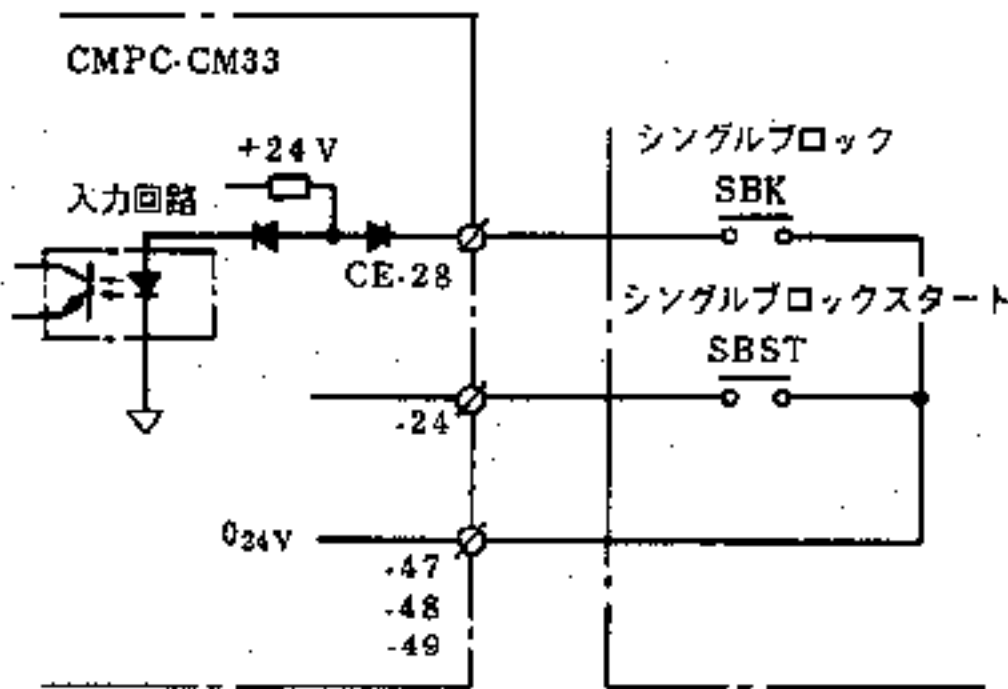 CMPC-CM33
+24V
入力回路
シングルブロック
SBK
CE-28
シングルブロックスタート
SBST
-24
024V
-47
-48
-49